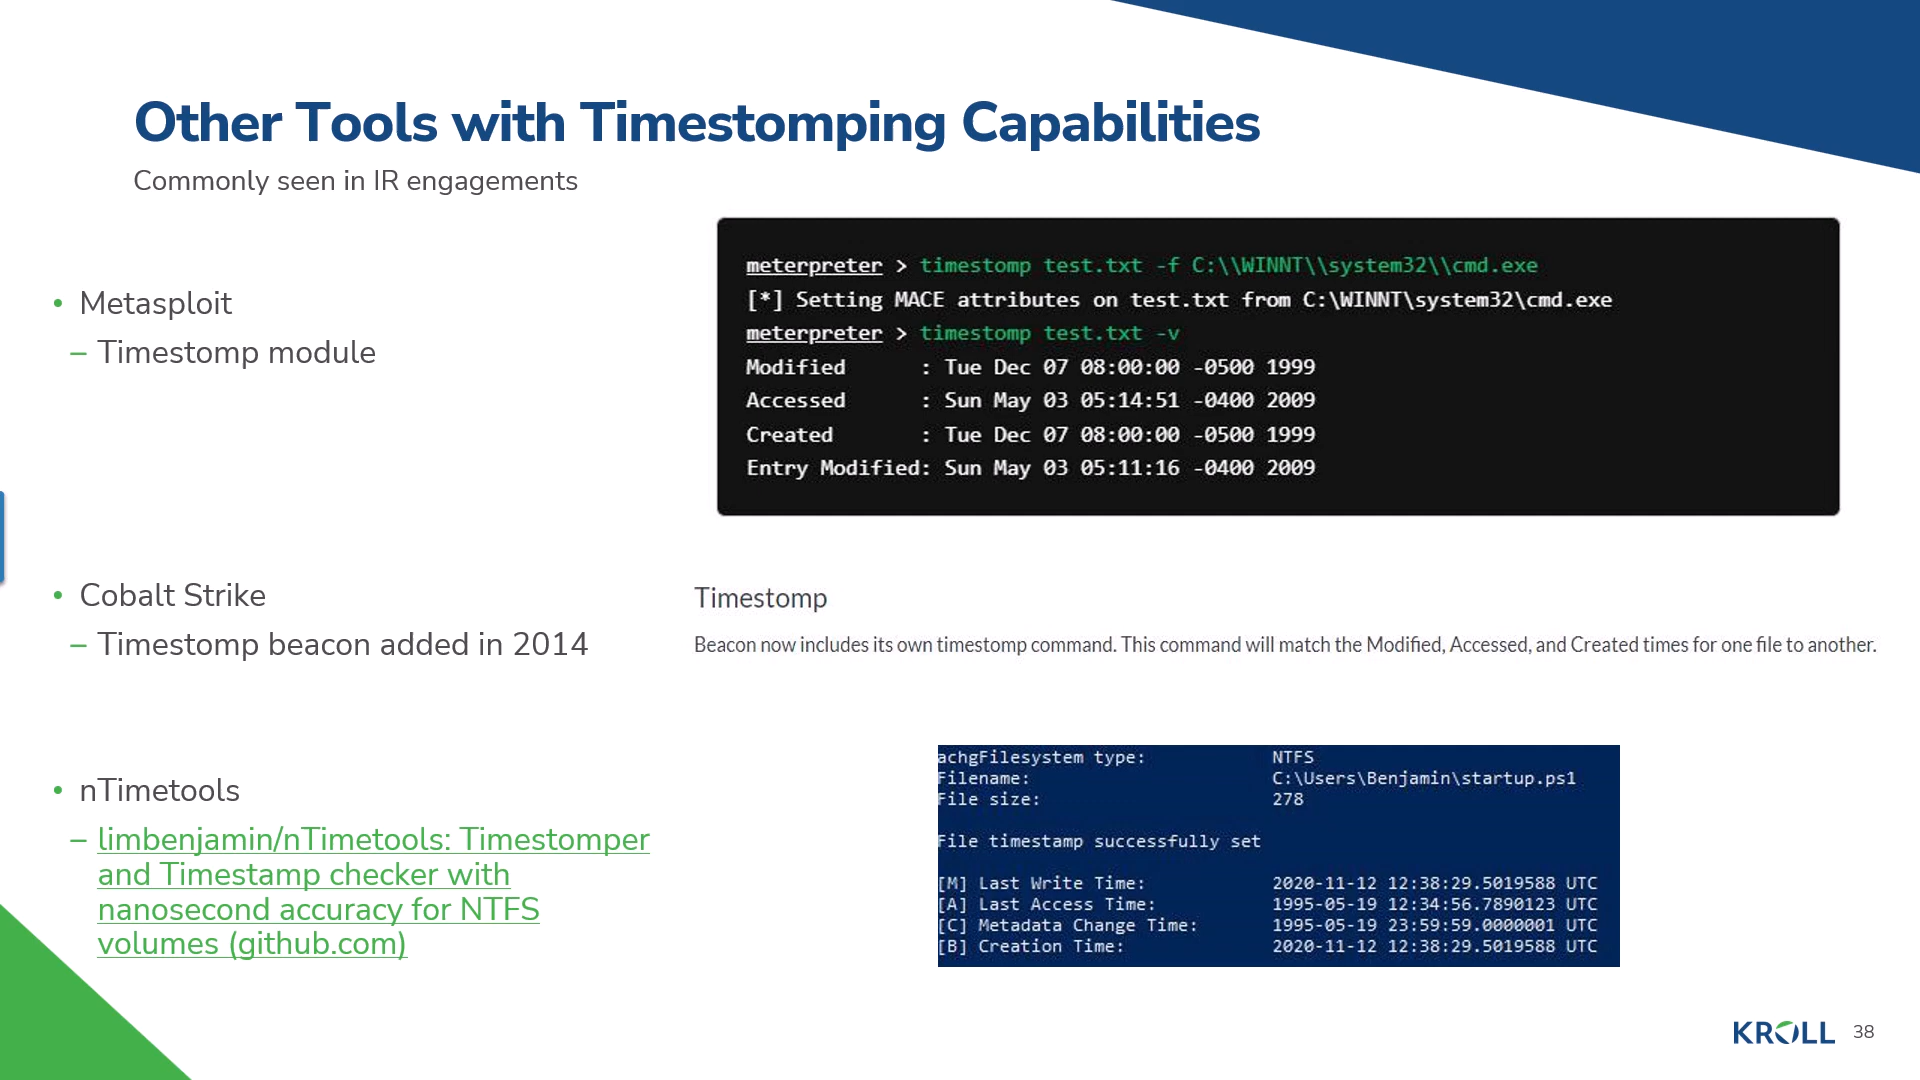 Other Tools with Timestomping Capabilities
Commonly seen in IR engagements
• Metasploit
– Timestomp module
meterpreter > timestomp test.txt -f C:\\WINNT\\system32\\cmd.exe
[*] Setting MACE attributes on test.txt from C:\WINNT\system32\cmd.exe
meterpreter > timestomp test.txt -v
Modified      : Tue Dec 07 08:00:00 -0500 1999
Accessed      : Sun May 03 05:14:51 -0400 2009
Created       : Tue Dec 07 08:00:00 -0500 1999
Entry Modified: Sun May 03 05:11:16 -0400 2009
• Cobalt Strike
– Timestomp beacon added in 2014
Timestomp
Beacon now includes its own timestomp command. This command will match the Modified, Accessed, and Created times for one file to another.
• nTimetools
– limbenjamin/nTimetools: Timestomper
and Timestamp checker with
nanosecond accuracy for NTFS
volumes (github.com)
achgFilesystem type:            NTFS
Filename:                       C:\Users\Benjamin\startup.ps1
File size:                      278
File timestamp successfully set
[M] Last Write Time:            2020-11-12 12:38:29.5019588 UTC
[A] Last Access Time:           1995-05-19 12:34:56.7890123 UTC
[C] Metadata Change Time:       1995-05-19 23:59:59.0000001 UTC
[B] Creation Time:              2020-11-12 12:38:29.5019588 UTC
KROLL 38